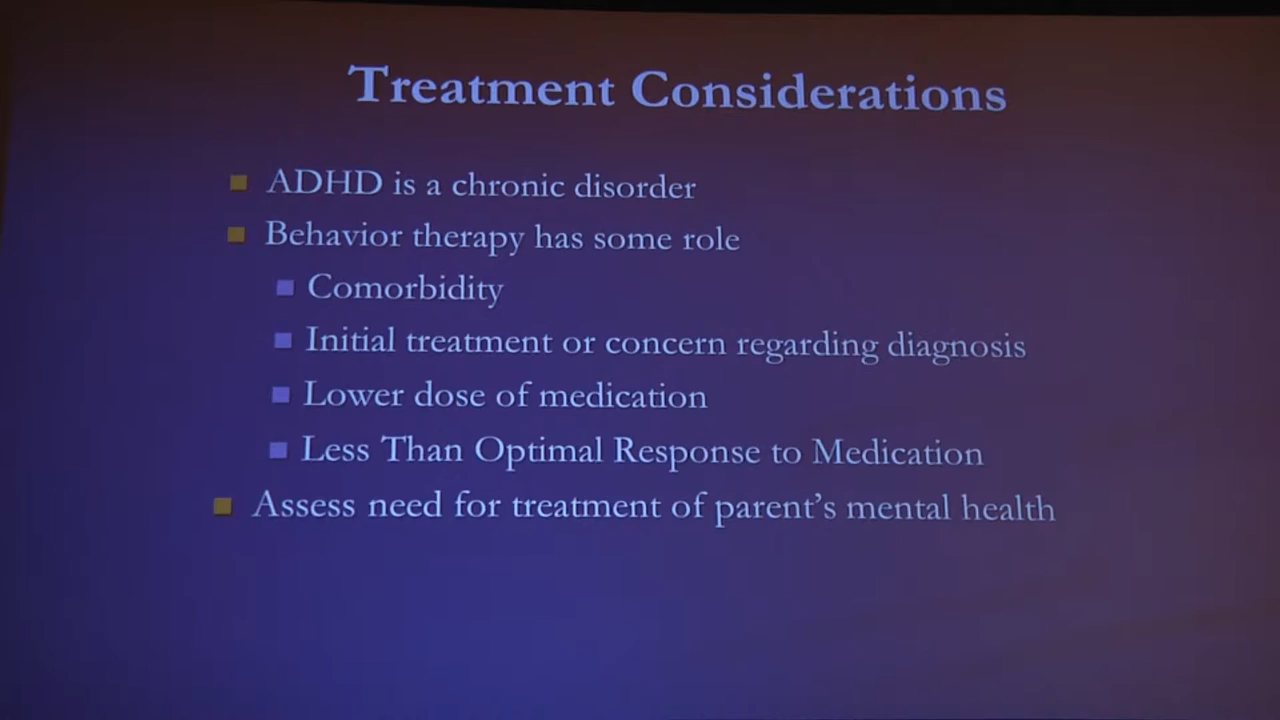 Treatment Considerations
ADHD is a chronic disorder
Behavior therapy has some role
Comorbidity
Initial treatment or concern regarding diagnosis
Lower dose of medication
Less Than Optimal Response to Medication
Assess need for treatment of parent's mental health